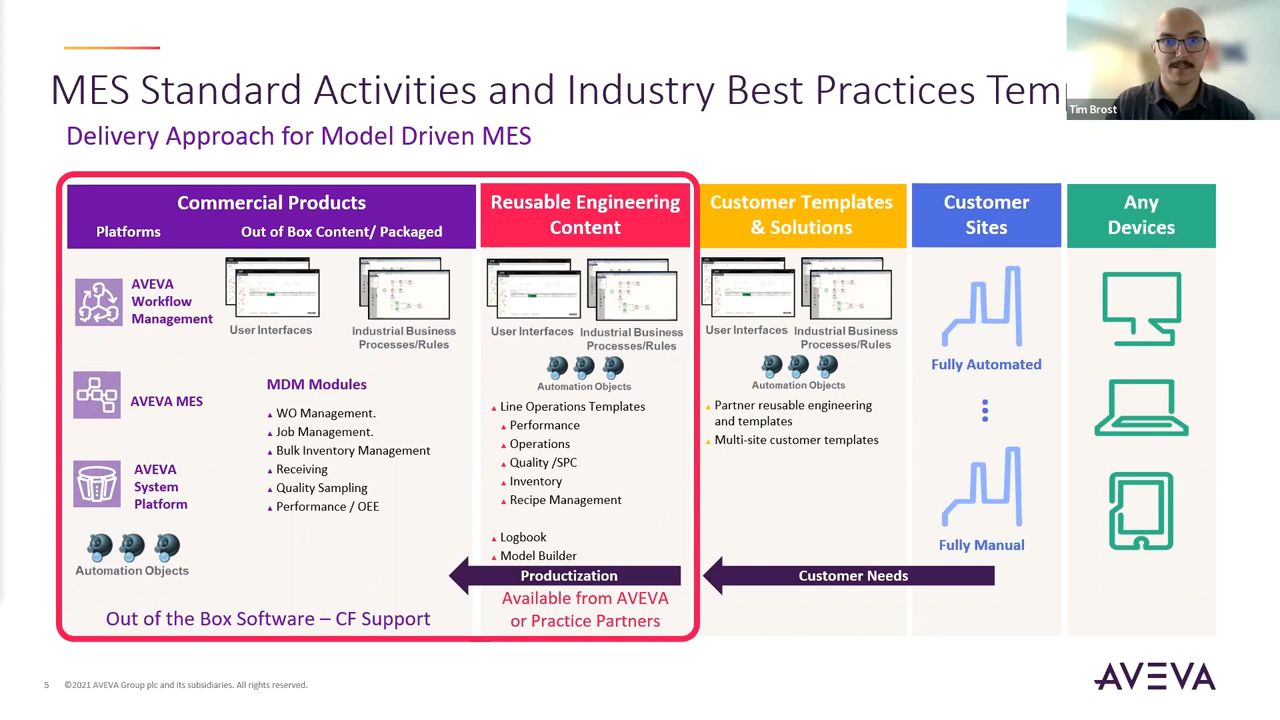 MES Standard Activities and Industry Best Practices Tem
Tim Brost
Delivery Approach for Model Driven MES
Commercial Products
Platforms
Out of Box Content/ Packaged
AVEVA
Workflow
Management
User Interfaces
Industrial Business
Processes/Rules
AVEVA MES
MDM Modules
WO Management.
Job Management.
Bulk Inventory Management
Receiving
Quality Sampling
Performance / OEE
AVEVA
System
Platform
Automation Objects
Out of the Box Software – CF Support
Reusable Engineering
Content
User Interfaces
Industrial Business
Processes/Rules
Automation Objects
Line Operations Templates
Performance
Operations
Quality /SPC
Inventory
Recipe Management
Logbook
Model Builder
Productization
Available from AVEVA
or Practice Partners
Customer Templates
& Solutions
User Interfaces
Industrial Business
Processes/Rules
Automation Objects
Partner reusable engineering
and templates
Multi-site customer templates
Customer Needs
Customer
Sites
Fully Automated
Fully Manual
Any
Devices
5
©2021 AVEVA Group plc and its subsidiaries. All rights reserved.
AVEVA